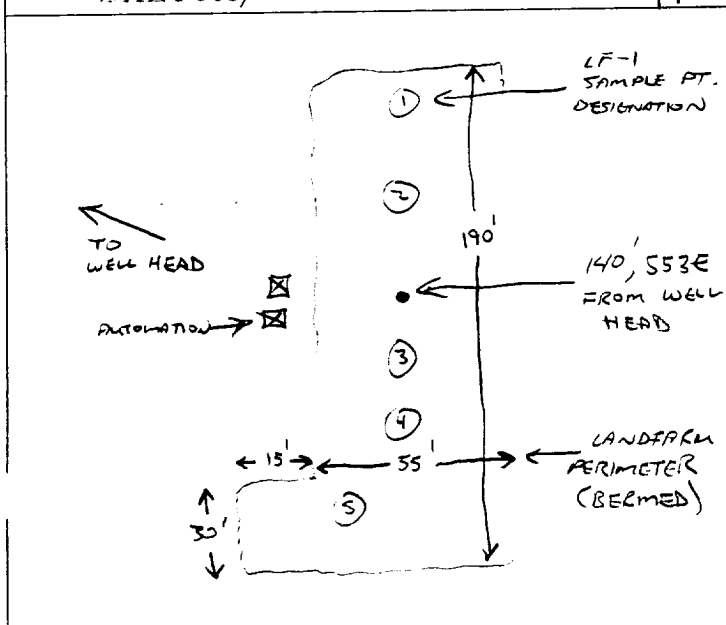 LF-1
SAMPLE PT.
DESIGNATION
1
2
TO
WELL HEAD
190'
140', S53E
FROM WELL
HEAD
AUTOMATION
3
4
15'
55'
LANDFARM
PERIMETER
(BERMED)
30'
5